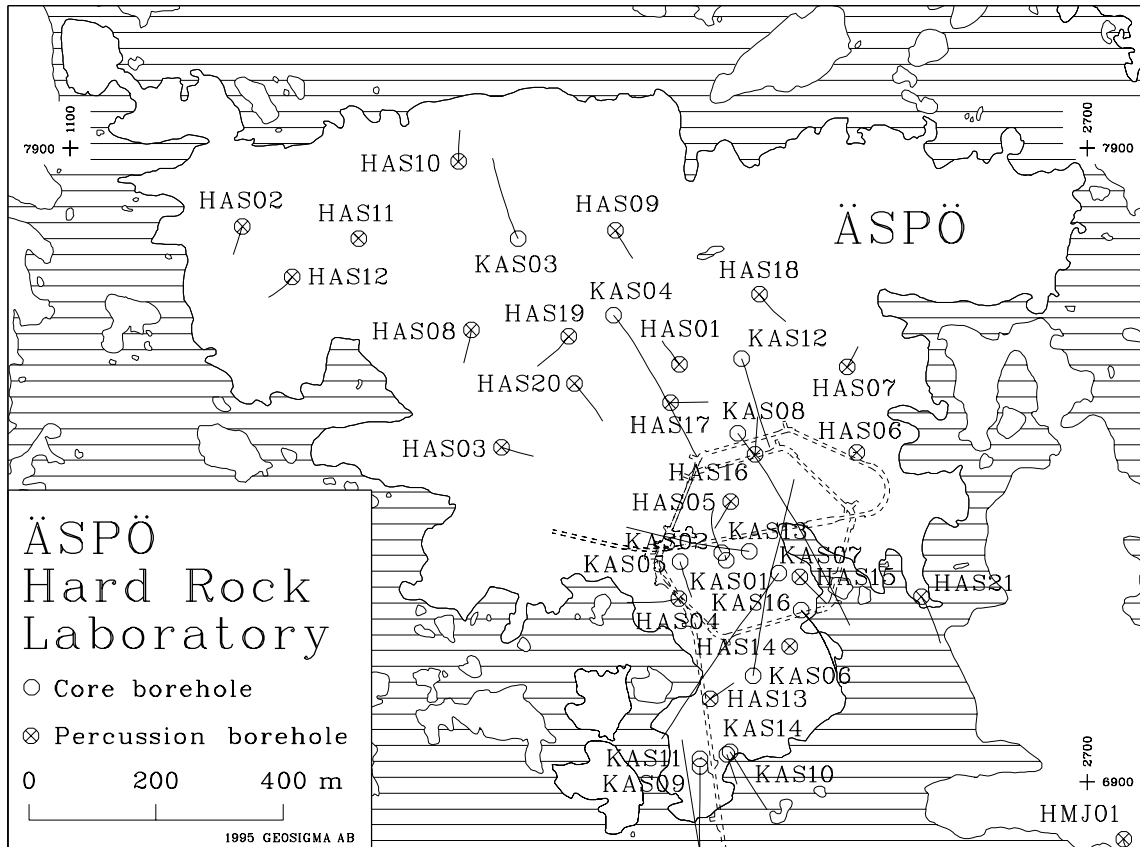 1100
2700
7900
7900
HAS10
HAS02
HAS11
HAS09
ÄSPÖ
KAS03
HAS18
HAS12
KAS04
HAS19
HAS01
HAS08
KAS12
HAS20
HAS07
KAS08
HAS17
HAS06
HAS03
HAS16
HAS05
KAS13
KAS02
KAS07
KAS05
KAS01
HAS15
HAS21
KAS16
HAS04
HAS14
KAS06
HAS13
KAS14
KAS11
KAS10
KAS09
2700
6900
HMJ01
ÄSPÖ
Hard Rock
Laboratory
Core borehole
Percussion borehole
0 200 400 m
1995 GEOSIGMA AB